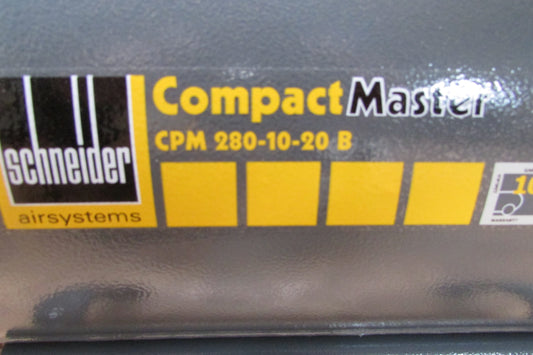 schneider
airsystems
CompactMaster
CPM 280-10-20 B